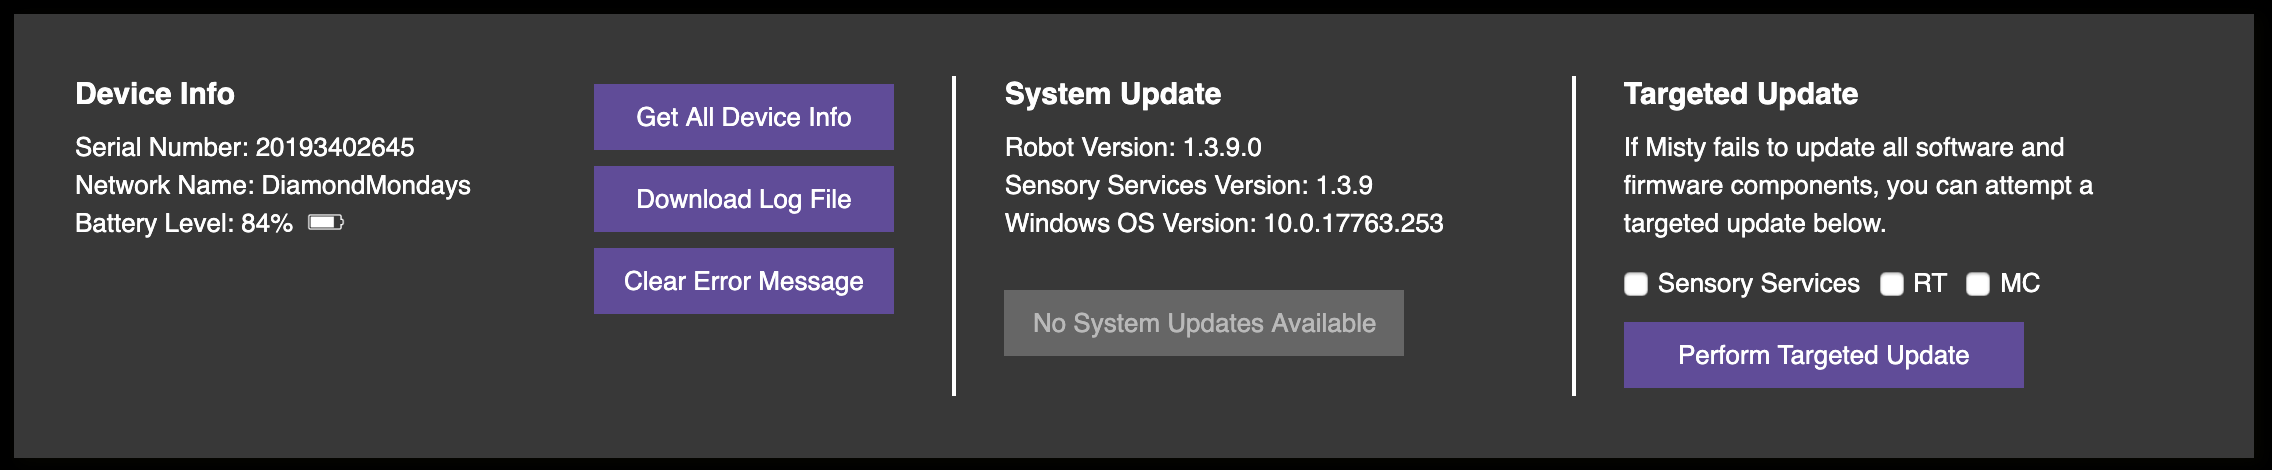 Device Info
Serial Number: 20193402645
Network Name: DiamondMondays
Battery Level: 84%
Get All Device Info
Download Log File
Clear Error Message
System Update
Robot Version: 1.3.9.0
Sensory Services Version: 1.3.9
Windows OS Version: 10.0.17763.253
No System Updates Available
Targeted Update
If Misty fails to update all software and
firmware components, you can attempt a
targeted update below.
Sensory Services RT MC
Perform Targeted Update